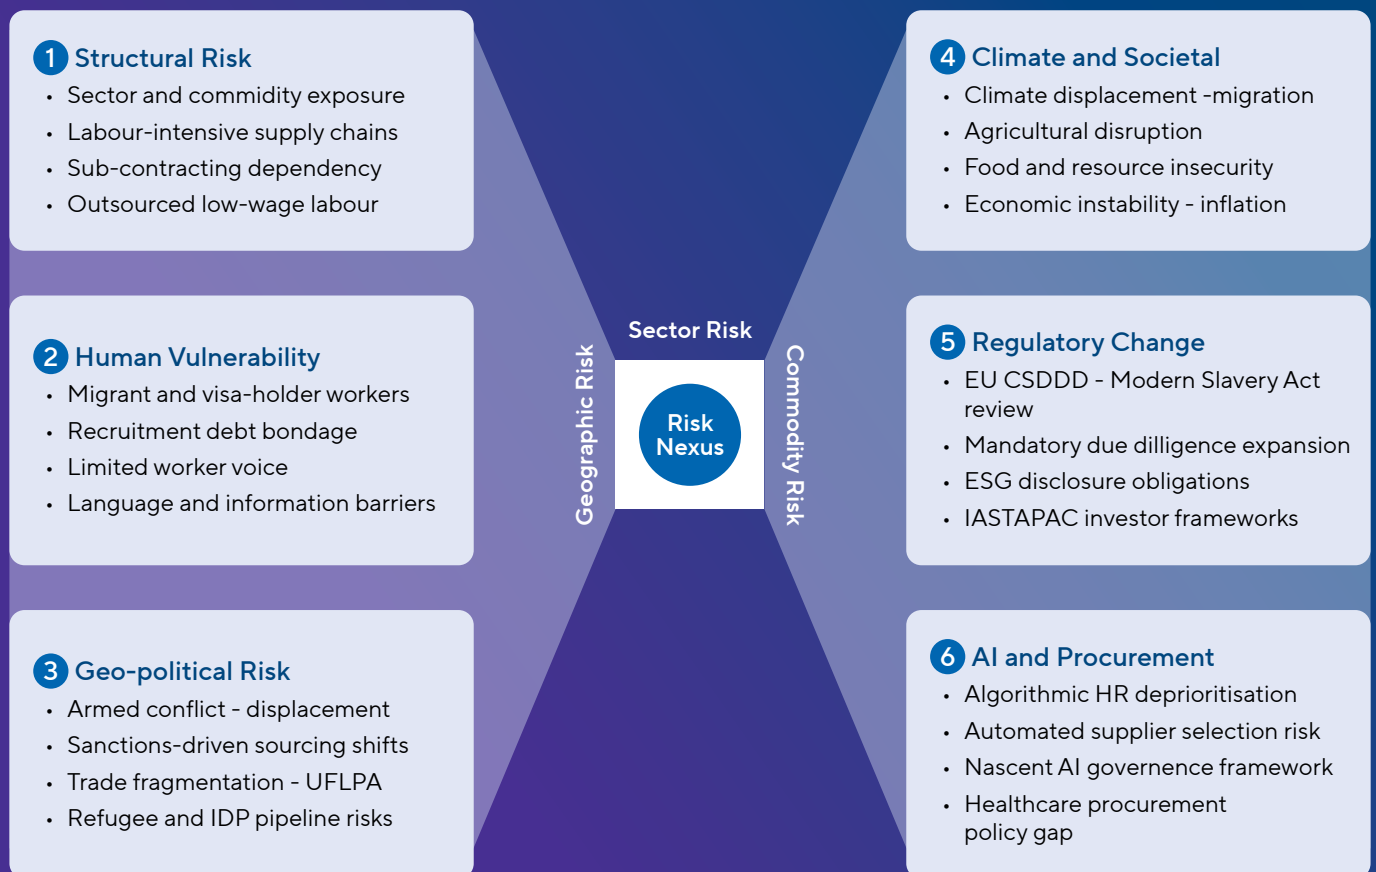 1 Structural Risk
• Sector and commidity exposure
• Labour-intensive supply chains
• Sub-contracting dependency
• Outsourced low-wage labour
2 Human Vulnerability
• Migrant and visa-holder workers
• Recruitment debt bondage
• Limited worker voice
• Language and information barriers
3 Geo-political Risk
• Armed conflict - displacement
• Sanctions-driven sourcing shifts
• Trade fragmentation - UFLPA
• Refugee and IDP pipeline risks
Sector Risk
Geographic Risk
Risk
Nexus
Commodity Risk
4 Climate and Societal
• Climate displacement -migration
• Agricultural disruption
• Food and resource insecurity
• Economic instability - inflation
5 Regulatory Change
• EU CSDDD - Modern Slavery Act
review
• Mandatory due dilligence expansion
• ESG disclosure obligations
• IASTAPAC investor frameworks
6 AI and Procurement
• Algorithmic HR deprioritisation
• Automated supplier selection risk
• Nascent AI governence framework
• Healthcare procurement
policy gap